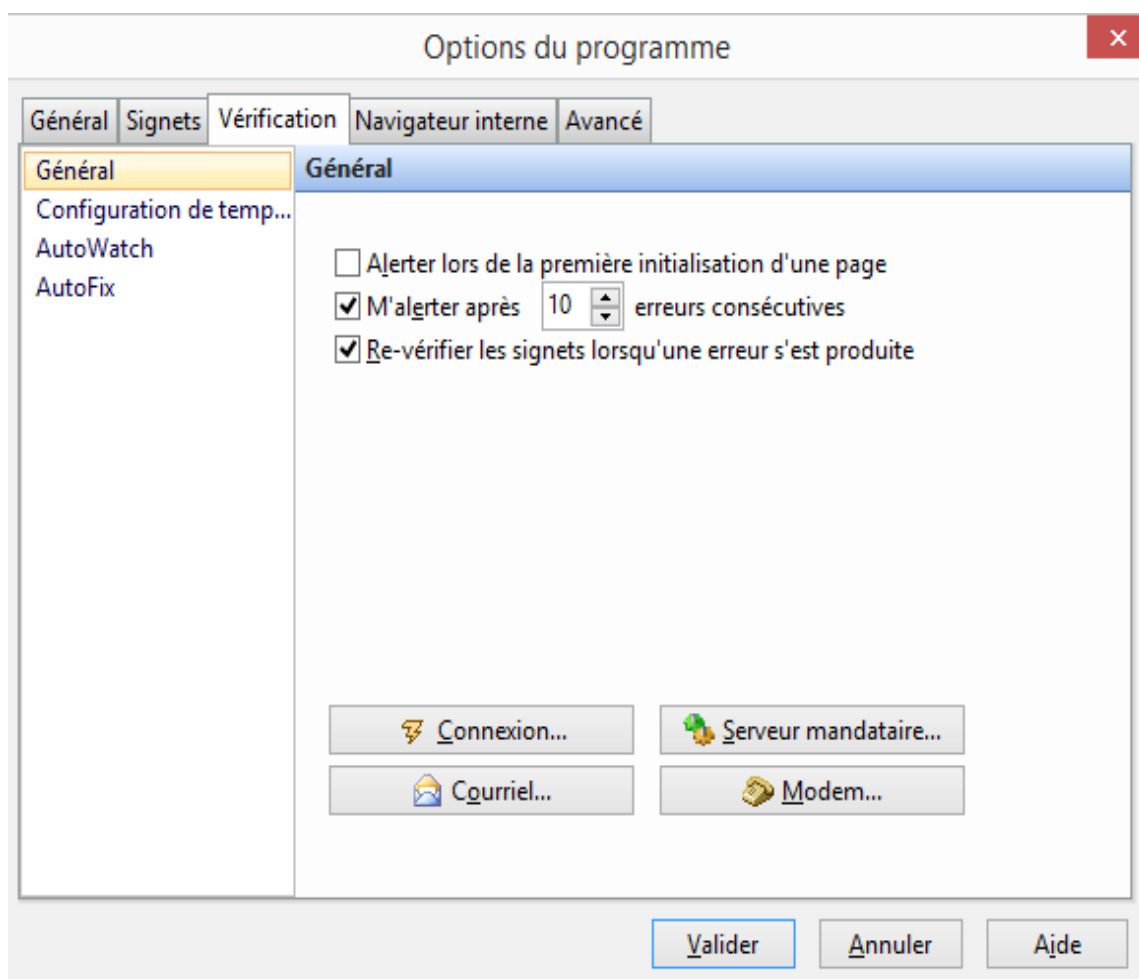 Options du programme
Général Signets Vérification Navigateur interne Avancé
Général
Configuration de temp...
AutoWatch
AutoFix
Général
Alerter lors de la première initialisation d'une page
M'alerter après 10 erreurs consécutives
Re-vérifier les signets lorsqu'une erreur s'est produite
Connexion... Serveur mandataire...
Courriel... Modem...
Valider Annuler Aide